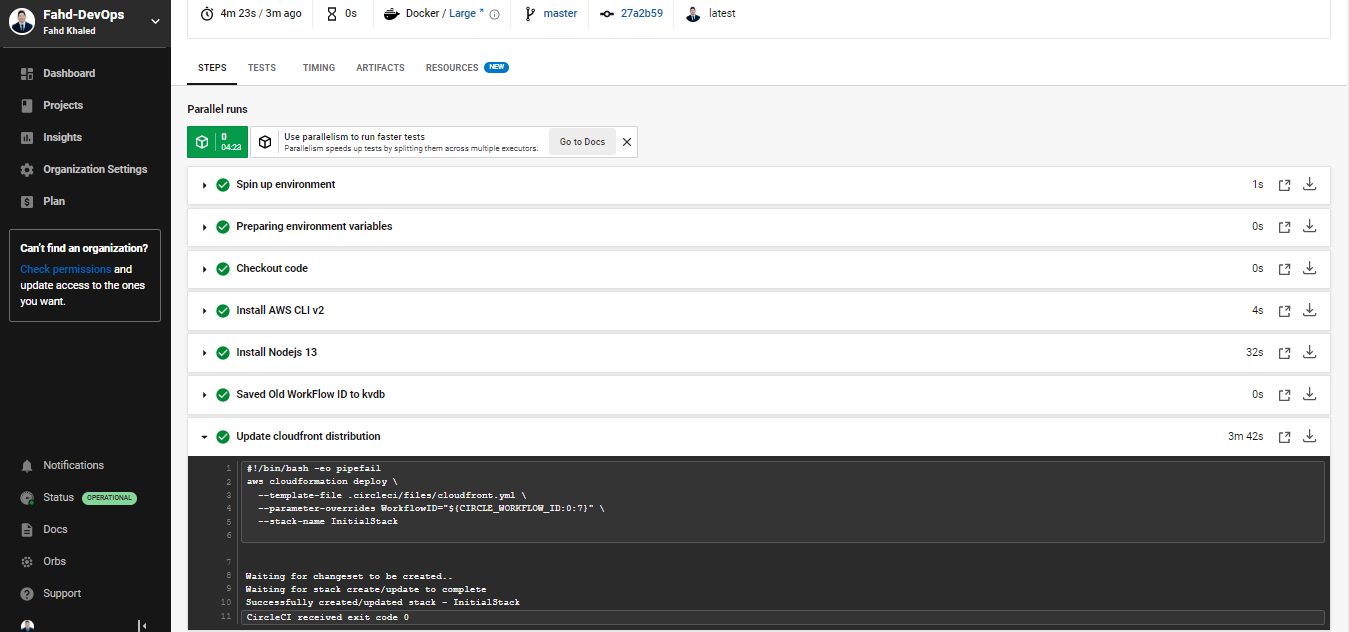 Fahd-DevOps
Fahd Khaled
Dashboard
Projects
Insights
Organization Settings
Plan
Can't find an organization?
Check permissions and
update access to the ones
you want.
Notifications
Status OPERATIONAL
Docs
Orbs
Support
4m 23s / 3m ago
0s
Docker / Large *
master
27a2b59
latest
STEPS
TESTS
TIMING
ARTIFACTS
RESOURCES NEW
Parallel runs
0
04:23
Use parallelism to run faster tests
Parallelism speeds up tests by splitting them across multiple executors.
Go to Docs
Spin up environment 1s
Preparing environment variables 0s
Checkout code 0s
Install AWS CLI v2 4s
Install Nodejs 13 32s
Saved Old WorkFlow ID to kvdb 0s
Update cloudfront distribution 3m 42s
1 #!/bin/bash -eo pipefail
2 aws cloudformation deploy \
3 --template-file .circleci/files/cloudfront.yml \
4 --parameter-overrides WorkflowID="${CIRCLE_WORKFLOW_ID:0:7}" \
5 --stack-name InitialStack
6
7
8 Waiting for changeset to be created..
9 Waiting for stack create/update to complete
10 Successfully created/updated stack - InitialStack
11 CircleCI received exit code 0